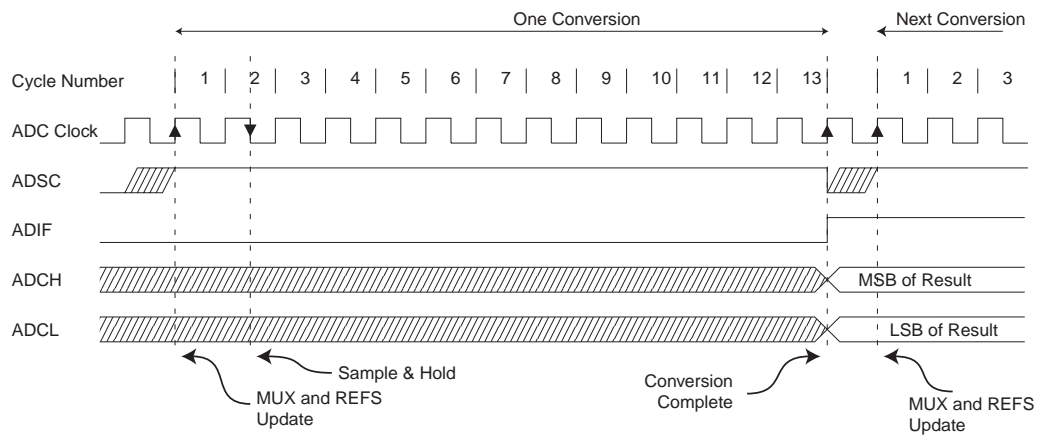 One Conversion Next Conversion
Cycle Number 1 2 3 4 5 6 7 8 9 10 11 12 13 1 2 3
ADC Clock
ADSC
ADIF
ADCH MSB of Result
ADCL LSB of Result
Sample & Hold
MUX and REFS
Update
Conversion
Complete
MUX and REFS
Update